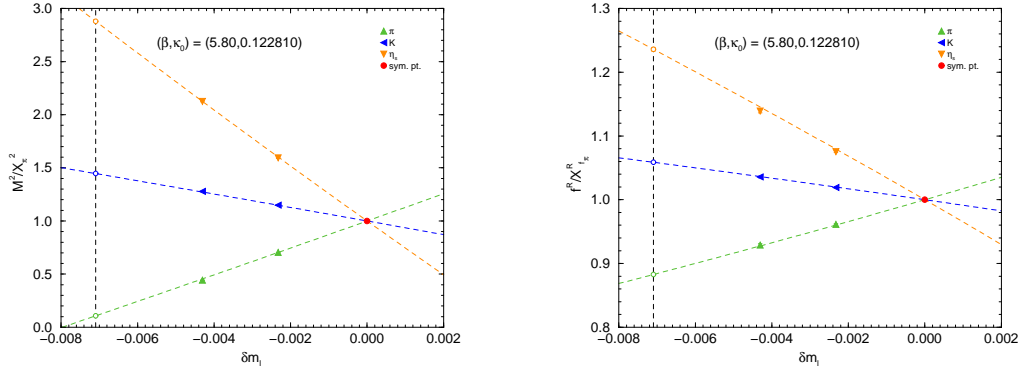 3.0
2.5
2.0
1.5
1.0
0.5
0.0
M²/X_π²
−0.008 −0.006 −0.004 −0.002 0.000 0.002
δm_l
(β,κ₀) = (5.80,0.122810)
π
K
η_s
sym. pt.
1.3
1.2
1.1
1.0
0.9
0.8
f^R/X^R_{f_π}
−0.008 −0.006 −0.004 −0.002 0.000 0.002
δm_l
(β,κ₀) = (5.80,0.122810)
π
K
η_s
sym. pt.